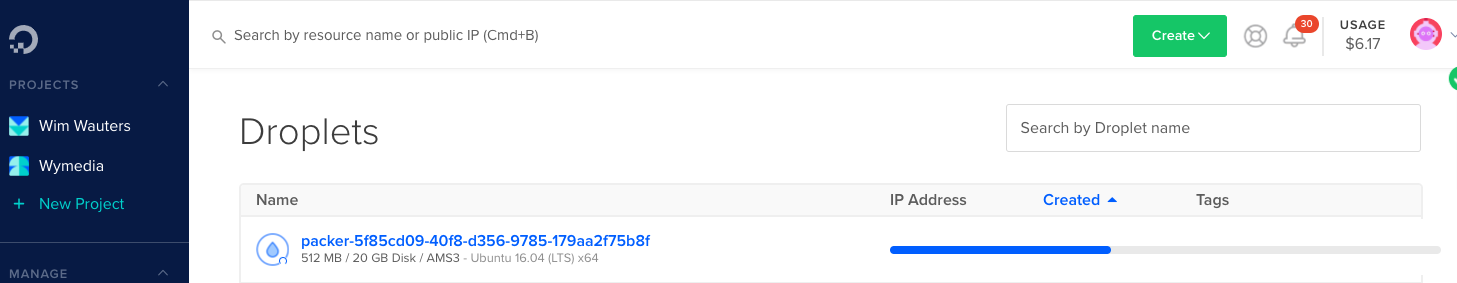 Search by resource name or public IP (Cmd+B)
Create
30
USAGE
$6.17
PROJECTS
Wim Wauters
Wymedia
+ New Project
MANAGE
Droplets
Search by Droplet name
Name IP Address Created Tags
packer-5f85cd09-40f8-d356-9785-179aa2f75b8f
512 MB / 20 GB Disk / AMS3 - Ubuntu 16.04 (LTS) x64